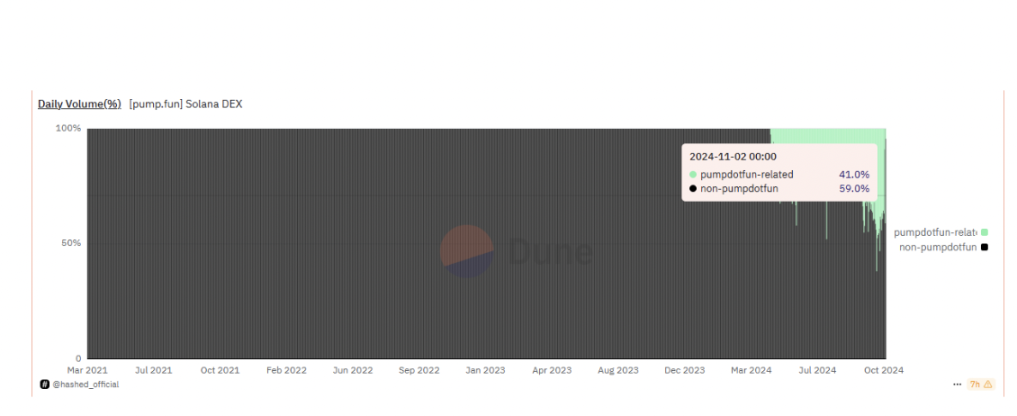 Daily Volume(%) [pump.fun] Solana DEX
100%
2024-11-02 00:00
pumpdotfun-related 41.0%
non-pumpdotfun 59.0%
pumpdotfun-relat
50%
non-pumpdotfun
Dune
0
Mar 2021 Jul 2021 Oct 2021 Feb 2022 Jun 2022 Sep 2022 Jan 2023 Apr 2023 Aug 2023 Dec 2023 Mar 2024 Jul 2024 Oct 2024
@hashed_official
7h